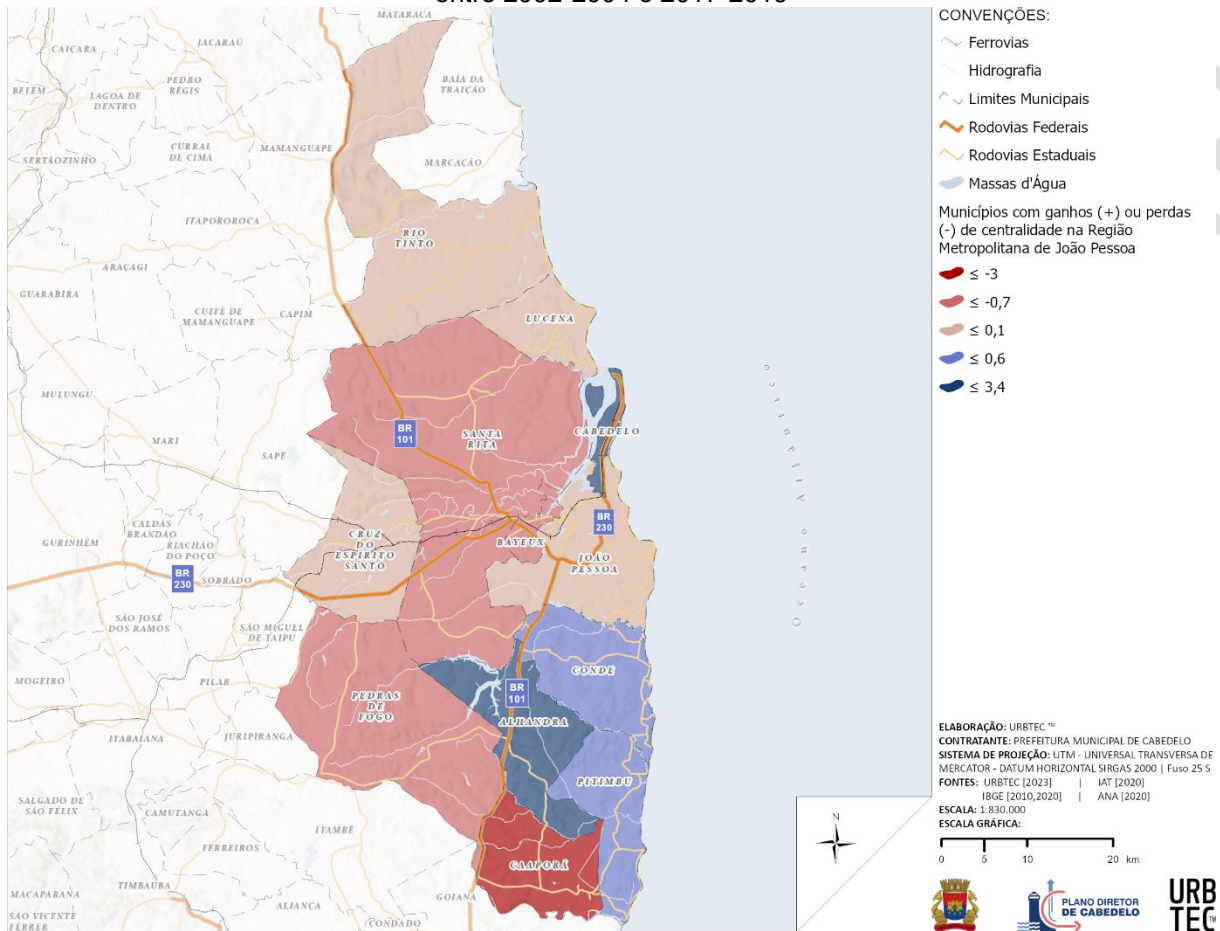 entre 2002-2004 e 2017-2019
MATARACA
CAIÇARA
JACARAÚ
BELÉM
LAGOA DE
DENTRO
PEDRO
RÉGIS
BAÍA DA
TRAIÇÃO
CURRAL
DE CIMA
MAMANGUAPE
SERTÃOZINHO
MARCAÇÃO
ITAPOROROCA
RIO
TINTO
ARAÇAGI
GUARABIRA
CUITÉ DE
MAMANGUAPE
CAPIM
LUCENA
MULUNGU
BR
101
SANTA
RITA
CABEDELO
MARI
SAPÉ
CALDAS
BRANDÃO
GURINHÉM
RIACHÃO
DO POÇO
CRUZ
DO
ESPÍRITO
SANTO
BAYEUX
BR
230
JOÃO
PESSOA
BR
230
SOBRADO
SÃO JOSÉ
DOS RAMOS
SÃO MIGUEL
DE TAIPU
Oceano Atlântico
MOGEIRO
PILAR
PEDRAS
DE
FOGO
BR
101
CONDE
ALHANDRA
ITABAIANA
JURIPIRANGA
PITIMBU
SALGADO DE
SÃO FÉLIX
CAMUTANGA
ITAMBÉ
FERREIROS
CAAPORÃ
MACAPARANA
TIMBAÚBA
ALIANÇA
GOIANA
SÃO VICENTE
FÉRRER
CONDADO
N
CONVENÇÕES:
Ferrovias
Hidrografia
Limites Municipais
Rodovias Federais
Rodovias Estaduais
Massas d'Água
Municípios com ganhos (+) ou perdas
(-) de centralidade na Região
Metropolitana de João Pessoa
≤ -3
≤ -0,7
≤ 0,1
≤ 0,6
≤ 3,4
ELABORAÇÃO: URBTEC ™
CONTRATANTE: PREFEITURA MUNICIPAL DE CABEDELO
SISTEMA DE PROJEÇÃO: UTM - UNIVERSAL TRANSVERSA DE
MERCATOR - DATUM HORIZONTAL SIRGAS 2000 | Fuso 25 S
FONTES: URBTEC [2023] | IAT [2020]
IBGE [2010,2020] | ANA [2020]
ESCALA: 1:830.000
ESCALA GRÁFICA:
0 5 10 20 km
PLANO DIRETOR
DE CABEDELO
URB
TEC™